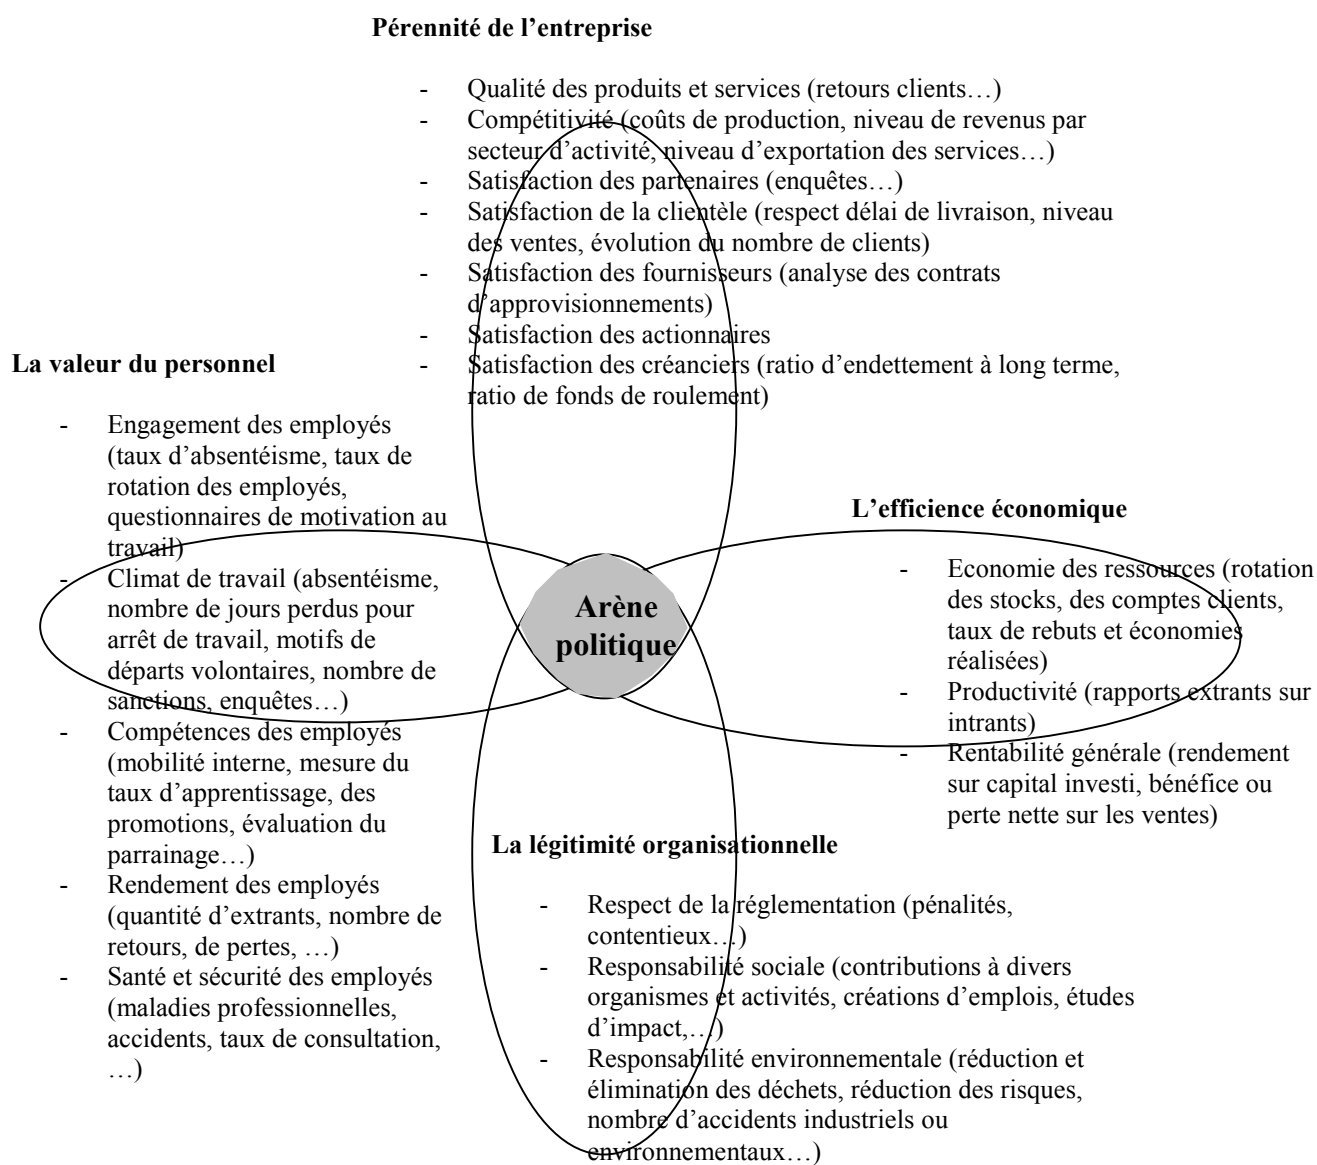 Pérennité de l’entreprise
- Qualité des produits et services (retours clients…)
- Compétitivité (coûts de production, niveau de revenus par
secteur d’activité, niveau d’exportation des services…)
- Satisfaction des partenaires (enquêtes…)
- Satisfaction de la clientèle (respect délai de livraison, niveau
des ventes, évolution du nombre de clients)
- Satisfaction des fournisseurs (analyse des contrats
d’approvisionnements)
- Satisfaction des actionnaires
- Satisfaction des créanciers (ratio d’endettement à long terme,
ratio de fonds de roulement)
La valeur du personnel
- Engagement des employés
(taux d’absentéisme, taux de
rotation des employés,
questionnaires de motivation au
travail)
- Climat de travail (absentéisme,
nombre de jours perdus pour
arrêt de travail, motifs de
départs volontaires, nombre de
sanctions, enquêtes…)
- Compétences des employés
(mobilité interne, mesure du
taux d’apprentissage, des
promotions, évaluation du
parrainage…)
- Rendement des employés
(quantité d’extrants, nombre de
retours, de pertes, …)
- Santé et sécurité des employés
(maladies professionnelles,
accidents, taux de consultation,
…)
Arène
politique
L’efficience économique
- Economie des ressources (rotation
des stocks, des comptes clients,
taux de rebuts et économies
réalisées)
- Productivité (rapports extrants sur
intrants)
- Rentabilité générale (rendement
sur capital investi, bénéfice ou
perte nette sur les ventes)
La légitimité organisationnelle
- Respect de la réglementation (pénalités,
contentieux…)
- Responsabilité sociale (contributions à divers
organismes et activités, créations d’emplois, études
d’impact,…)
- Responsabilité environnementale (réduction et
élimination des déchets, réduction des risques,
nombre d’accidents industriels ou
environnementaux…)